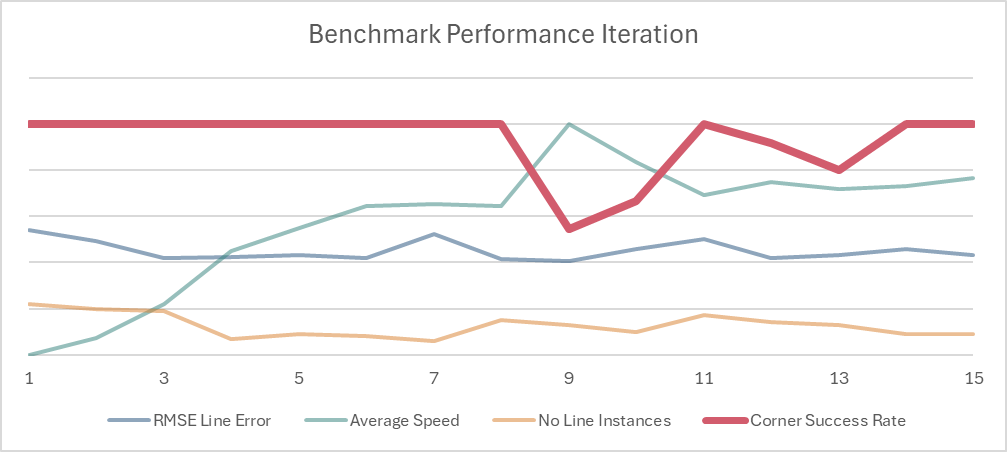 Benchmark Performance Iteration
1 3 5 7 9 11 13 15
RMSE Line Error Average Speed No Line Instances Corner Success Rate